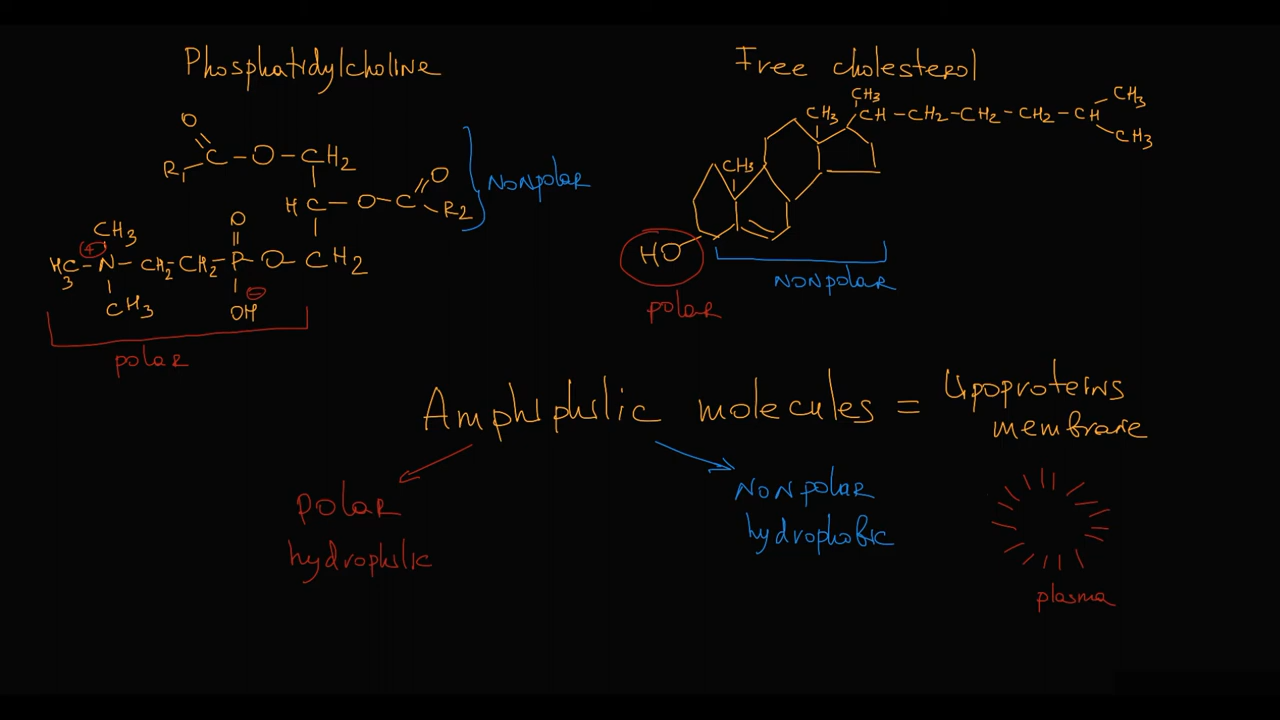 Phosphatidylcholine
O
R1 - C - O - CH2
H C - O - C O R2
NONpolar
CH3 O
H3C - N + - CH2 - CH2 - P - O - CH2
CH3 OH -
polar
Free cholesterol
CH3
CH3 CH - CH2 - CH2 - CH2 - CH CH3
CH3
CH3
HO
NONpolar
polar
Amphiphilic molecules = Lipoproteins
membrane
polar
hydrophilic
NONpolar
hydrophobic
plasma